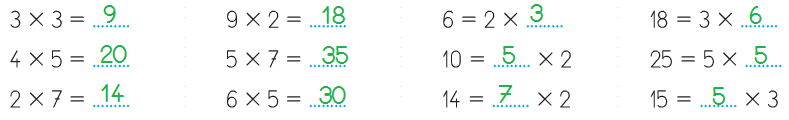 3 × 3 = 9
9 × 2 = 18
6 = 2 × 3
18 = 3 × 6
4 × 5 = 20
5 × 7 = 35
10 = 5 × 2
25 = 5 × 5
2 × 7 = 14
6 × 5 = 30
14 = 7 × 2
15 = 5 × 3